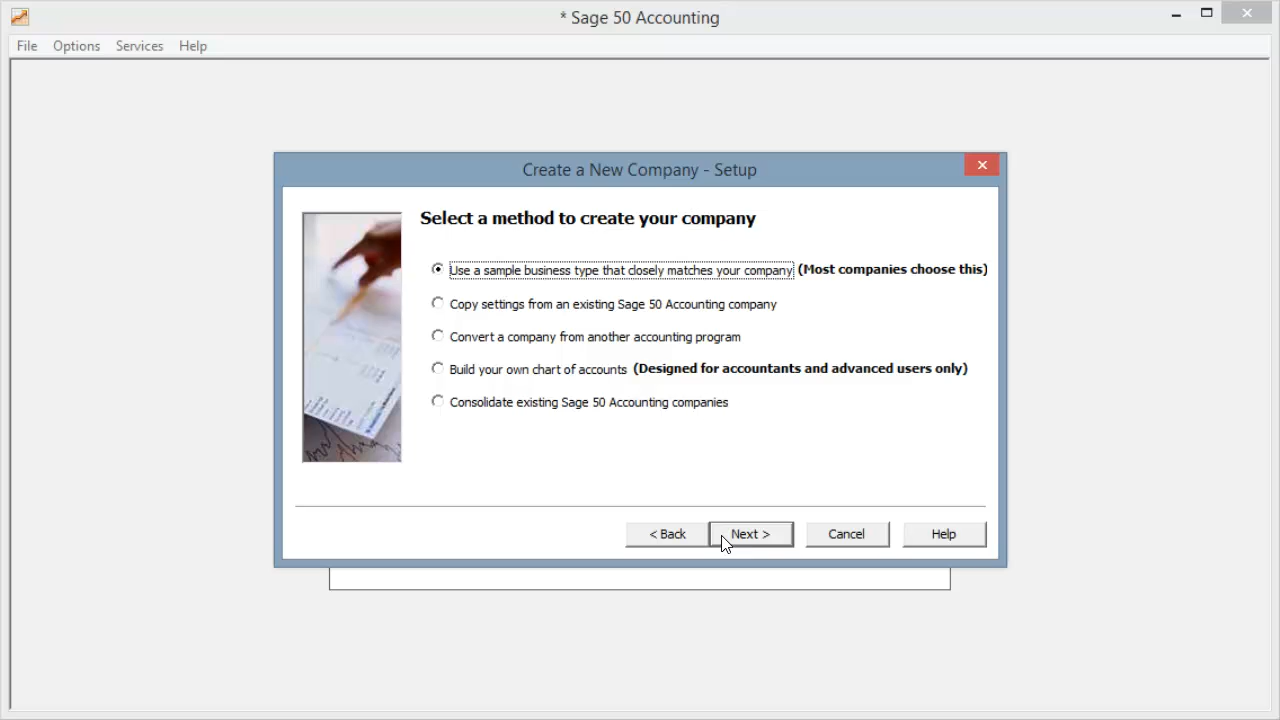 * Sage 50 Accounting
File Options Services Help
Create a New Company - Setup
Select a method to create your company
Use a sample business type that closely matches your company (Most companies choose this)
Copy settings from an existing Sage 50 Accounting company
Convert a company from another accounting program
Build your own chart of accounts (Designed for accountants and advanced users only)
Consolidate existing Sage 50 Accounting companies
< Back Next > Cancel Help